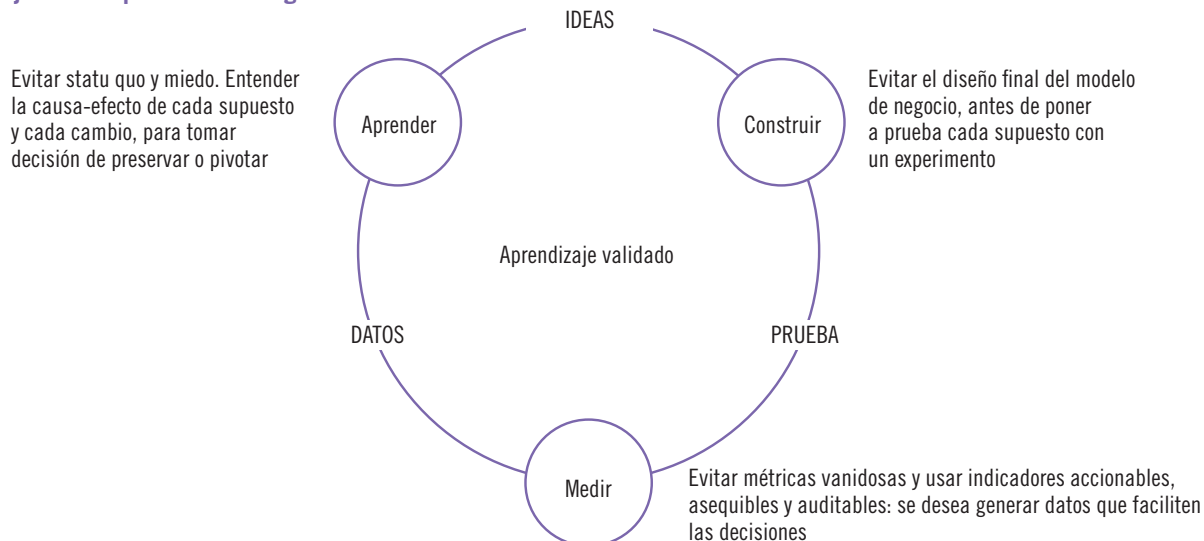 IDEAS
Evitar statu quo y miedo. Entender
la causa-efecto de cada supuesto
y cada cambio, para tomar
decisión de preservar o pivotar
Aprender
Construir
Evitar el diseño final del modelo
de negocio, antes de poner
a prueba cada supuesto con
un experimento
Aprendizaje validado
DATOS
PRUEBA
Medir
Evitar métricas vanidosas y usar indicadores accionables,
asequibles y auditables: se desea generar datos que faciliten
las decisiones